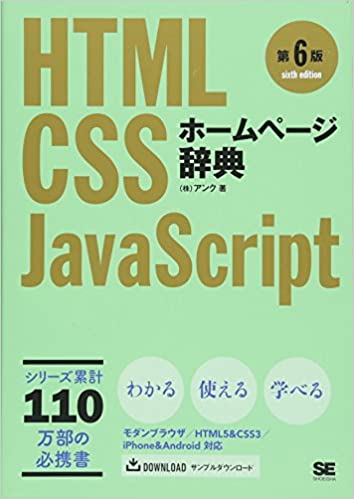 HTML
第6版
sixth edition
CSS
ホームページ
辞典
(株)アンク 著
JavaScript
シリーズ累計
110
万部の
必携書
わかる
使える
学べる
モダンブラウザ/HTML5&CSS3/
iPhone&Android 対応
DOWNLOAD サンプルダウンロード
SE
SHOEISHA